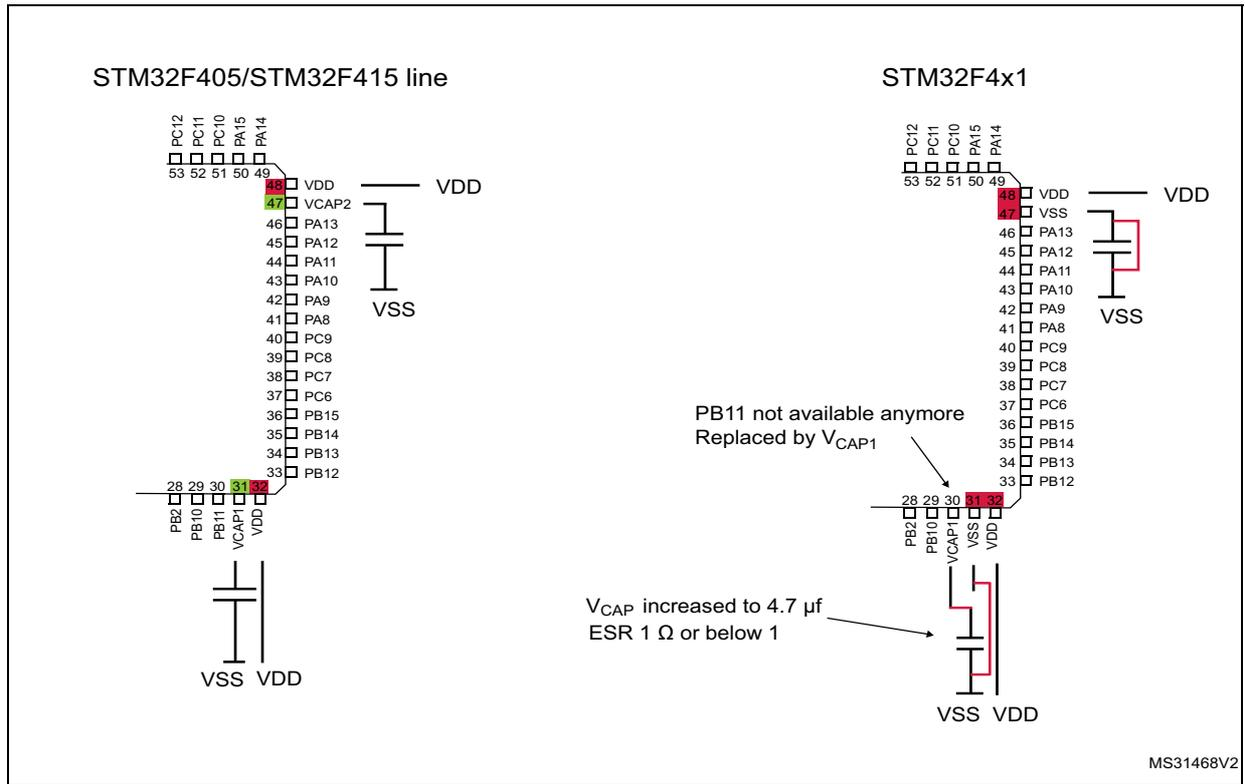 STM32F405/STM32F415 line
PC12
PC11
PC10
PA15
PA14
53 52 51 50 49
48 VDD
47 VCAP2
46 PA13
45 PA12
44 PA11
43 PA10
42 PA9
41 PA8
40 PC9
39 PC8
38 PC7
37 PC6
36 PB15
35 PB14
34 PB13
33 PB12
28 29 30 31 32
PB2
PB10
PB11
VCAP1
VDD
VDD
VSS
VSS VDD
STM32F4x1
PC12
PC11
PC10
PA15
PA14
53 52 51 50 49
48 VDD
47 VSS
46 PA13
45 PA12
44 PA11
43 PA10
42 PA9
41 PA8
40 PC9
39 PC8
38 PC7
37 PC6
36 PB15
35 PB14
34 PB13
33 PB12
28 29 30 31 32
PB2
PB10
VCAP1
VSS
VDD
VDD
VSS
PB11 not available anymore
Replaced by VCAP1
VCAP increased to 4.7 µf
ESR 1 Ω or below 1
VSS VDD
MS31468V2